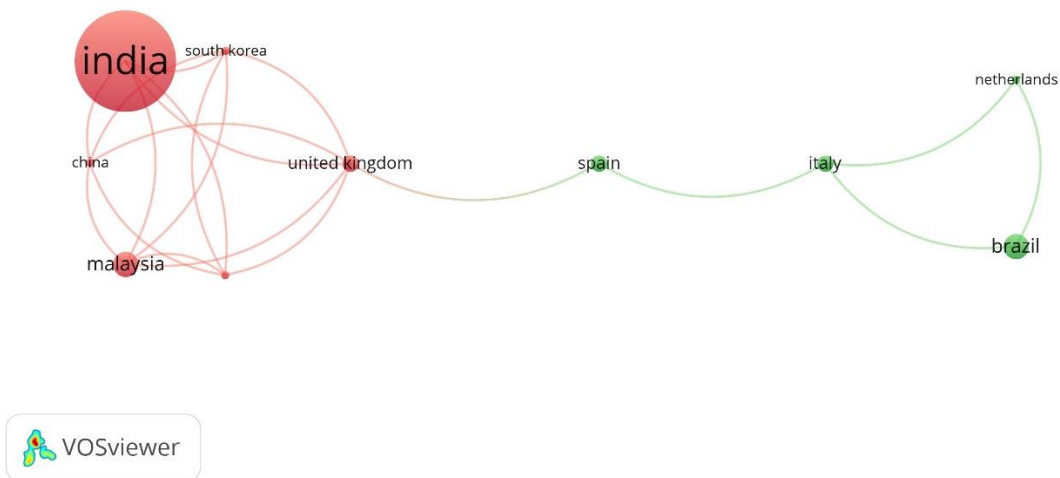 india
south korea
netherlands
china
united kingdom
spain
italy
brazil
malaysia
VOSviewer